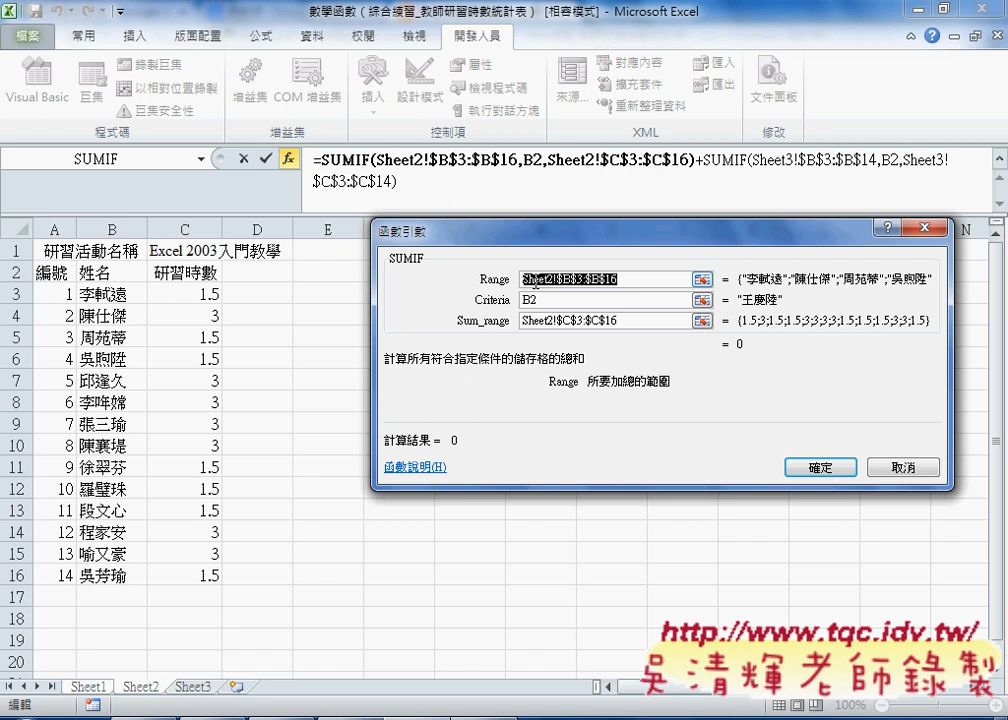 數學函數（綜合練習_教師研習時數統計表） [相容模式] - Microsoft Excel
檔案 常用 插入 版面配置 公式 資料 校閱 檢視 開發人員
Visual Basic 巨集 錄製巨集 以相對位置錄製 巨集安全性
增益集 COM 增益集
插入 設計模式 屬性 檢視程式碼 執行對話方塊
來源... 對應內容 擴充套件 重新整理資料 匯入 匯出
文件面板
程式碼 增益集 控制項 XML 修改
SUMIF fx =SUMIF(Sheet2!$B$3:$B$16,B2,Sheet2!$C$3:$C$16)+SUMIF(Sheet3!$B$3:$B$14,B2,Sheet3!
$C$3:$C$14)
A B C D E N
1 研習活動名稱 Excel 2003入門教學
2 編號 姓名 研習時數
3 1 李軾遠 1.5
4 2 陳仕傑 3
5 3 周苑蒂 1.5
6 4 吳煦陞 1.5
7 5 邱逢久 3
8 6 李哞嫦 3
9 7 張三瑜 3
10 8 陳襄堤 3
11 9 徐翠芬 1.5
12 10 羅璧珠 1.5
13 11 段文心 1.5
14 12 程家安 3
15 13 喻又豪 3
16 14 吳芳瑜 1.5
17
18
19
20
函數引數
SUMIF
Range Sheet2!$B$3:$B$16 = {"李軾遠";"陳仕傑";"周苑蒂";"吳煦陞"
Criteria B2 = "王慶陸"
Sum_range Sheet2!$C$3:$C$16 = {1.5;3;1.5;1.5;3;3;3;3;1.5;1.5;1.5;3;3;1.5}
= 0
計算所有符合指定條件的儲存格的總和
Range 所要加總的範圍
計算結果 = 0
函數說明(H) 確定 取消
http://www.tqc.idv.tw/
吳清輝老師錄製
Sheet1 Sheet2 Sheet3
編輯 100%